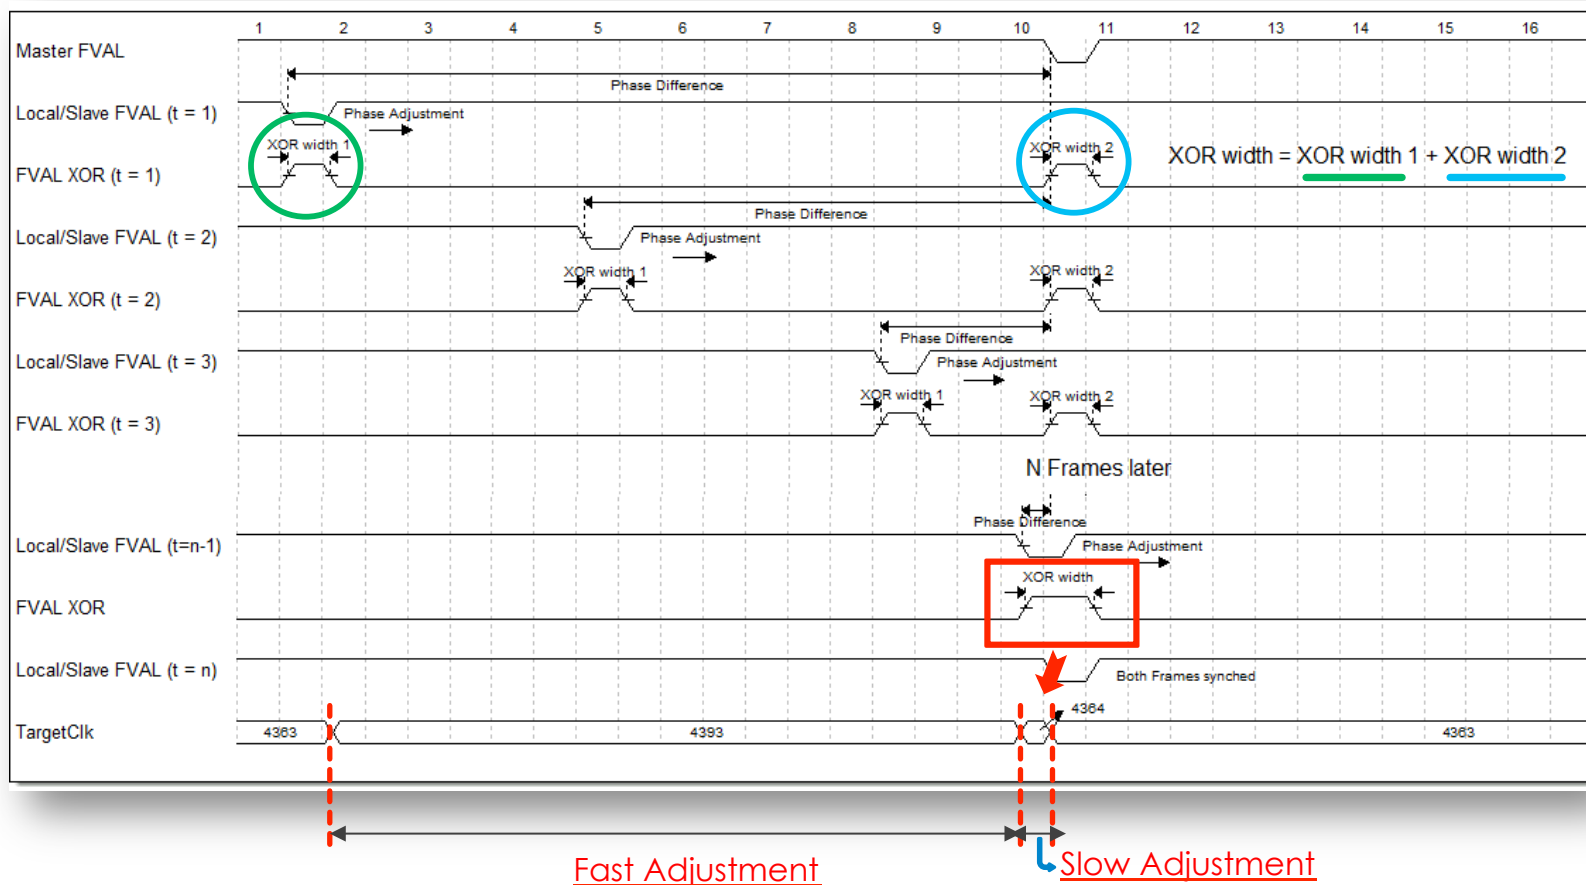 1 2 3 4 5 6 7 8 9 10 11 12 13 14 15 16
Master FVAL
Phase Difference
Local/Slave FVAL (t = 1)
Phase Adjustment
XOR width 1
XOR width 2
XOR width = XOR width 1 + XOR width 2
FVAL XOR (t = 1)
Phase Difference
Local/Slave FVAL (t = 2)
Phase Adjustment
XOR width 1
XOR width 2
FVAL XOR (t = 2)
Phase Difference
Local/Slave FVAL (t = 3)
Phase Adjustment
XOR width 1
XOR width 2
FVAL XOR (t = 3)
N Frames later
Phase Difference
Local/Slave FVAL (t=n-1)
Phase Adjustment
XOR width
FVAL XOR
Local/Slave FVAL (t = n)
Both Frames synched
4364
TargetClk
4363
4393
4363
Fast Adjustment
Slow Adjustment